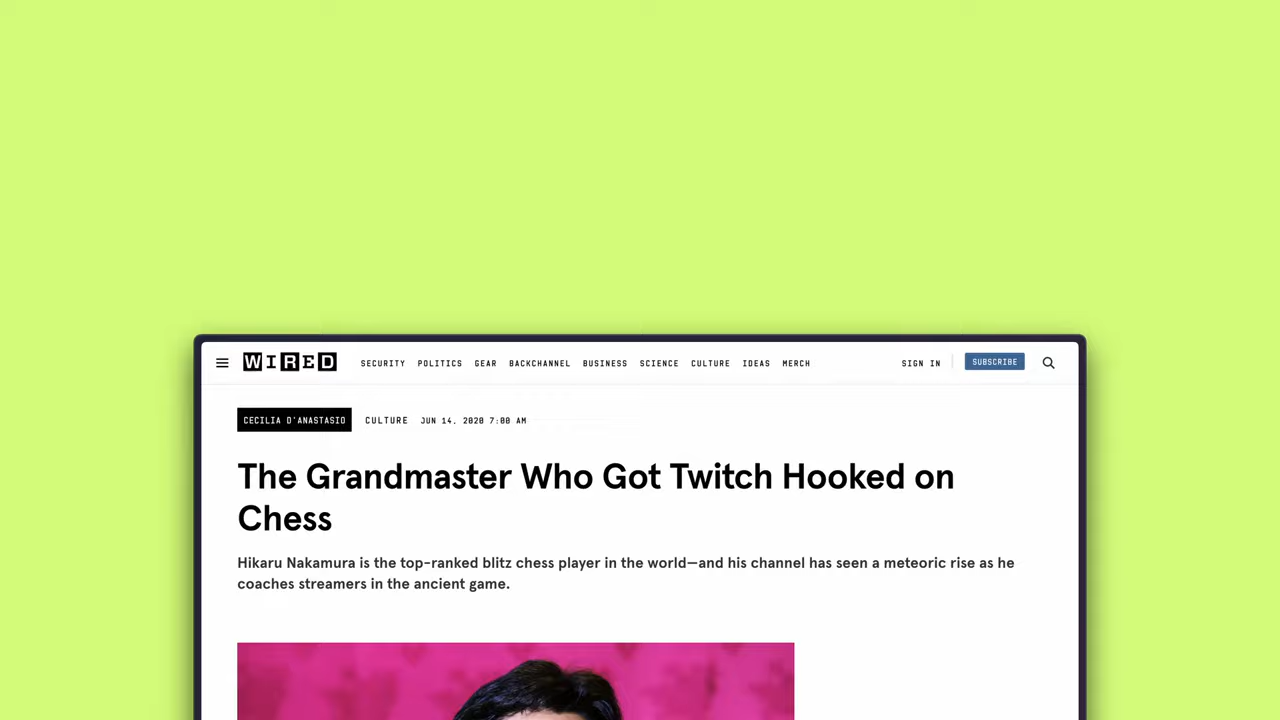 WIRED SECURITY POLITICS GEAR BACKCHANNEL BUSINESS SCIENCE CULTURE IDEAS MERCH SIGN IN SUBSCRIBE
CECILIA D'ANASTASIO CULTURE JUN 14, 2020 7:00 AM
The Grandmaster Who Got Twitch Hooked on
Chess
Hikaru Nakamura is the top-ranked blitz chess player in the world—and his channel has seen a meteoric rise as he
coaches streamers in the ancient game.